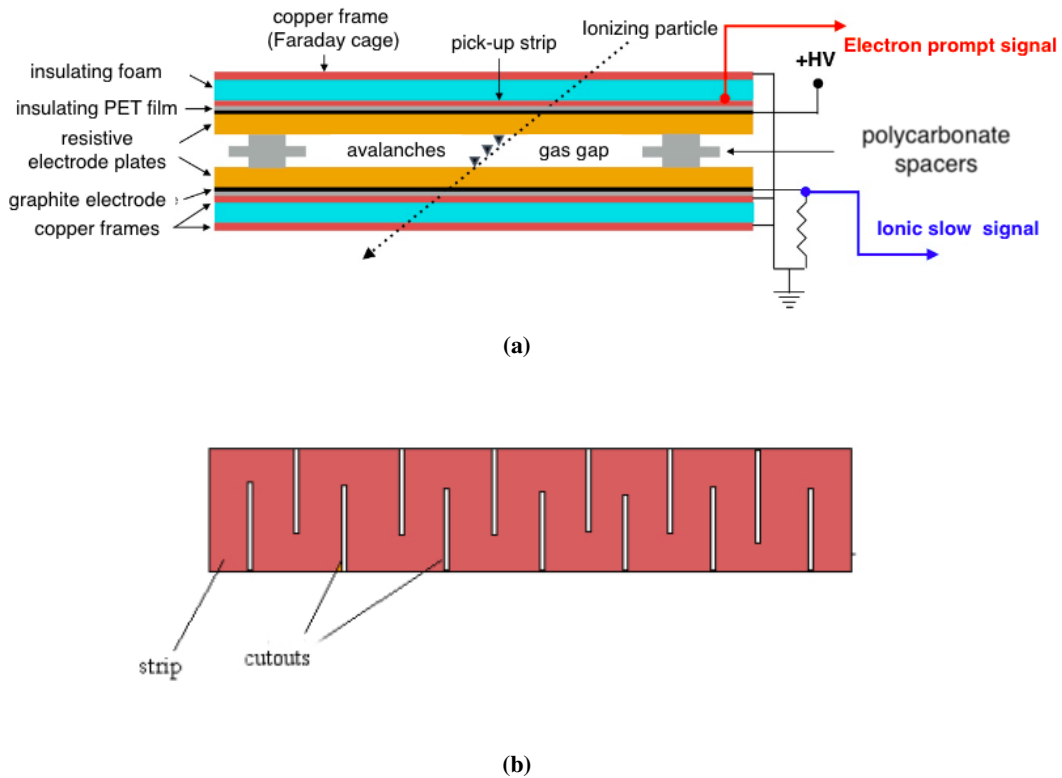 copper frame
(Faraday cage)
Ionizing particle
pick-up strip
Electron prompt signal
+HV
insulating foam
insulating PET film
resistive
electrode plates
avalanches
gas gap
polycarbonate
spacers
graphite electrode
copper frames
Ionic slow signal
(a)
strip
cutouts
(b)